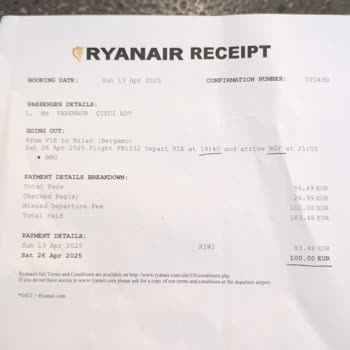 RYANAIR RECEIPT
BOOKING DATE: Sun 13 Apr 2025 CONFIRMATION NUMBER:
PASSENGER DETAILS:
1. Mr YABENNUR ÇIFCI ADT
GOING OUT:
From VIE to Milan (Bergamo)
Sat 26 Apr 2025 Flight FR1532 Depart VIE at 19:40 and arrive BGY at 21:05
• BBG
PAYMENT DETAILS BREAKDOWN:
Total Fare 56.49 EUR
Checked Bag(s) 26.99 EUR
Missed Departure Fee 100.00 EUR
Total Paid 183.48 EUR
PAYMENT DETAILS:
Sun 13 Apr 2025 KIWI 83.48 EUR
Sat 26 Apr 2025 100.00 EUR
Ryanair full Terms and Conditions are available on http://www.ryanair.com/site/EN/conditions.php
If you do not have access to www.ryanair.com please ask for a copy of our terms and conditions at the departure airport.